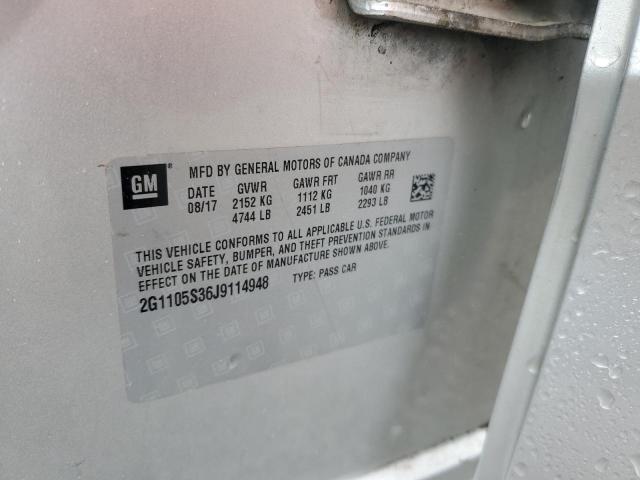 GM ®
MFD BY GENERAL MOTORS OF CANADA COMPANY
DATE GVWR GAWR FRT GAWR RR
08/17 2152 KG 1112 KG 1040 KG
4744 LB 2451 LB 2293 LB
THIS VEHICLE CONFORMS TO ALL APPLICABLE U.S. FEDERAL MOTOR
VEHICLE SAFETY, BUMPER, AND THEFT PREVENTION STANDARDS IN
EFFECT ON THE DATE OF MANUFACTURE SHOWN ABOVE.
2G1105S36J9114948 TYPE: PASS CAR